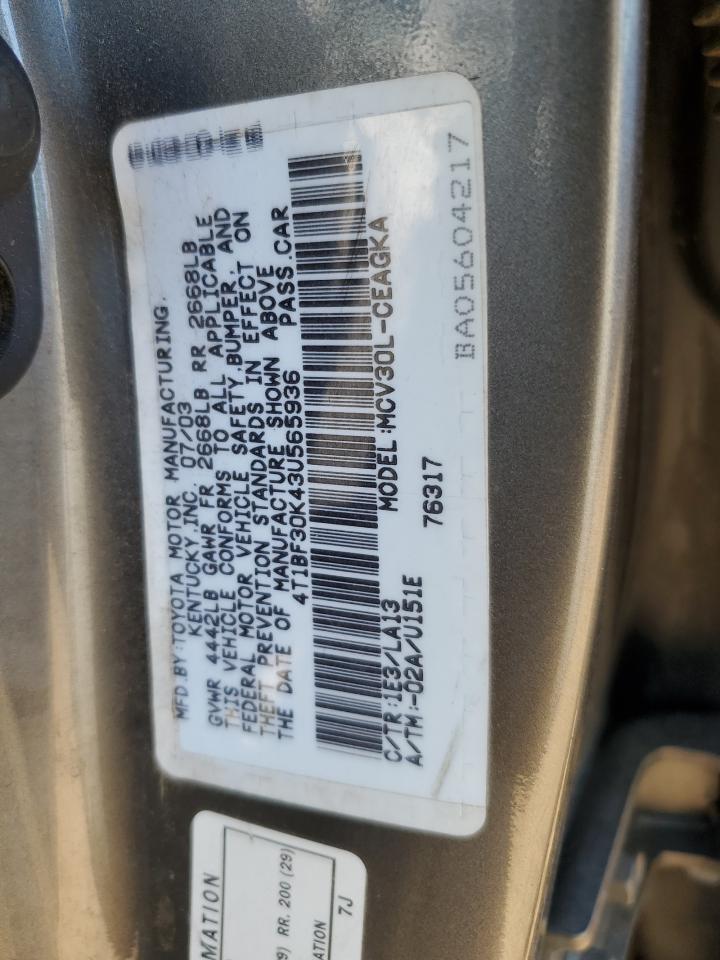 MFD.BY:TOYOTA MOTOR MANUFACTURING.
KENTUCKY,INC. 07/03
GVWR 4442LB GAWR FR 2668LB RR 2668LB
THIS VEHICLE CONFORMS TO ALL APPLICABLE
FEDERAL MOTOR VEHICLE SAFETY,BUMPER, AND
THEFT PREVENTION STANDARDS IN EFFECT ON
THE DATE OF MANUFACTURE SHOWN ABOVE
4T1BF30K43U565936 PASS.CAR
C/TR:1E3/LA13 MODEL:MCV30L-CEAGKA
A/TM:-02A/U151E
76317
BA05604217
MATION
RR. 200 (29)
ATION
7J